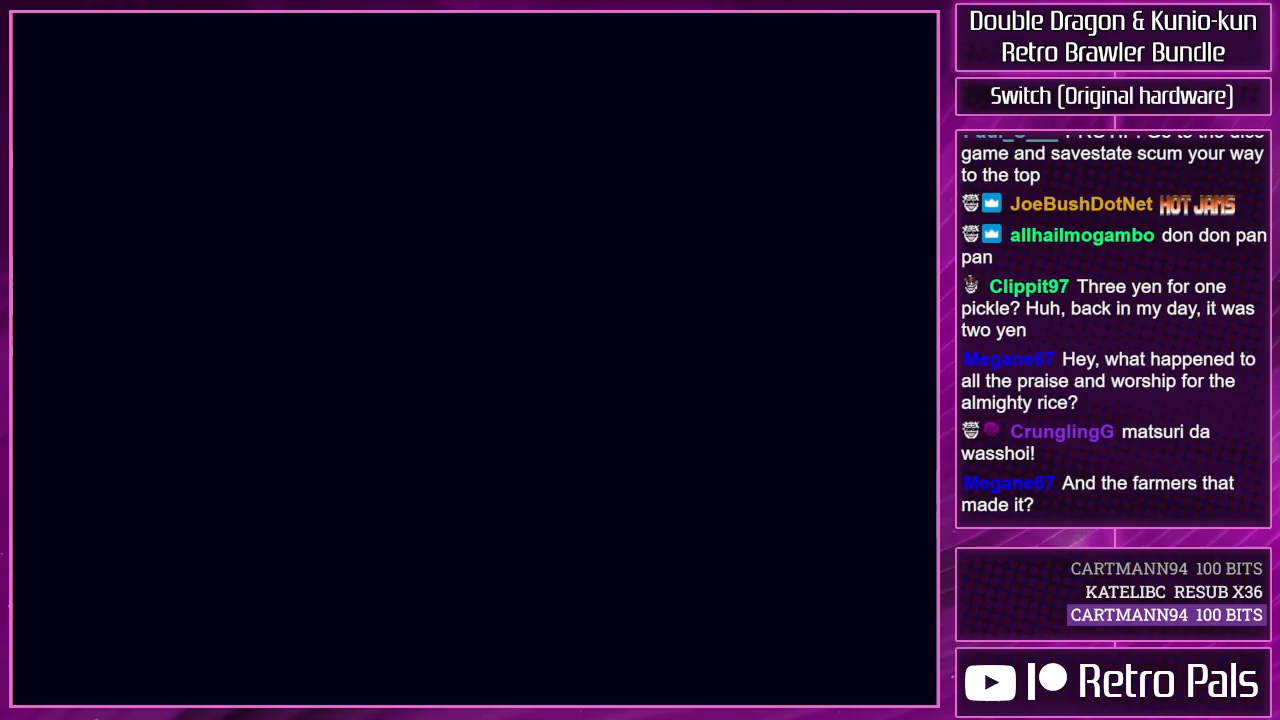 Double Dragon & Kunio-kun
Retro Brawler Bundle
Switch (Original hardware)
game and savestate scum your way
to the top
JoeBushDotNet HOT JAMS
allhailmogambo don don pan
pan
Clippit97 Three yen for one
pickle? Huh, back in my day, it was
two yen
Megane67 Hey, what happened to
all the praise and worship for the
almighty rice?
CrunglingG matsuri da
wasshoi!
Megane67 And the farmers that
made it?
CARTMANN94 100 BITS
KATELIBC RESUB X36
CARTMANN94 100 BITS
Retro Pals